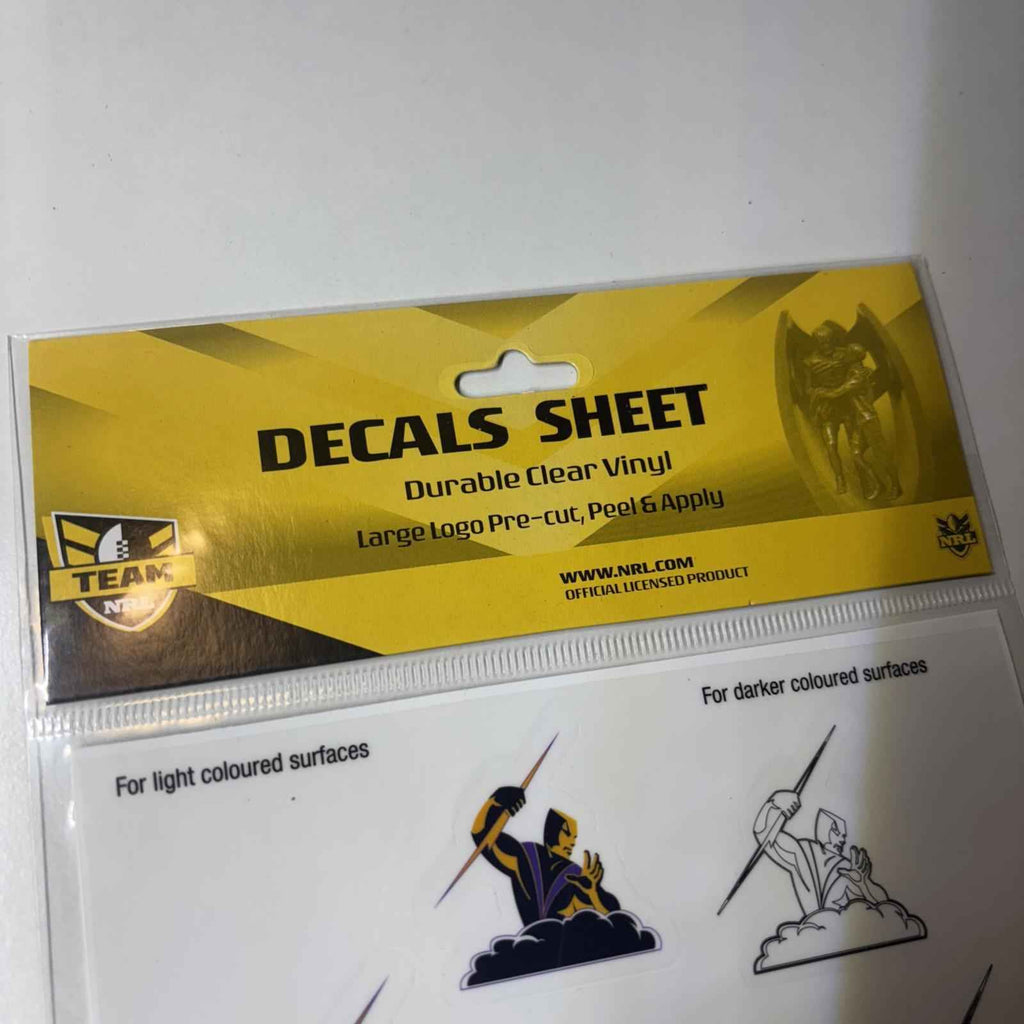 DECALS SHEET
Durable Clear Vinyl
Large Logo Pre-cut, Peel & Apply
TEAM
NRL
WWW.NRL.COM
OFFICIAL LICENSED PRODUCT
NRL
For darker coloured surfaces
For light coloured surfaces